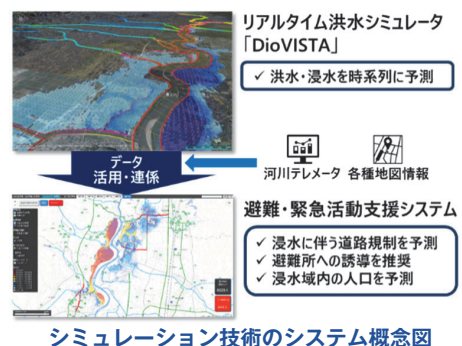 リアルタイム洪水シミュレータ
「DioVISTA」
✓ 洪水・浸水を時系列に予測
データ
活用・連係
河川テレメータ 各種地図情報
避難・緊急活動支援システム
✓ 浸水に伴う道路規制を予測
✓ 避難所への誘導を推奨
✓ 浸水域内の人口を予測
シミュレーション技術のシステム概念図